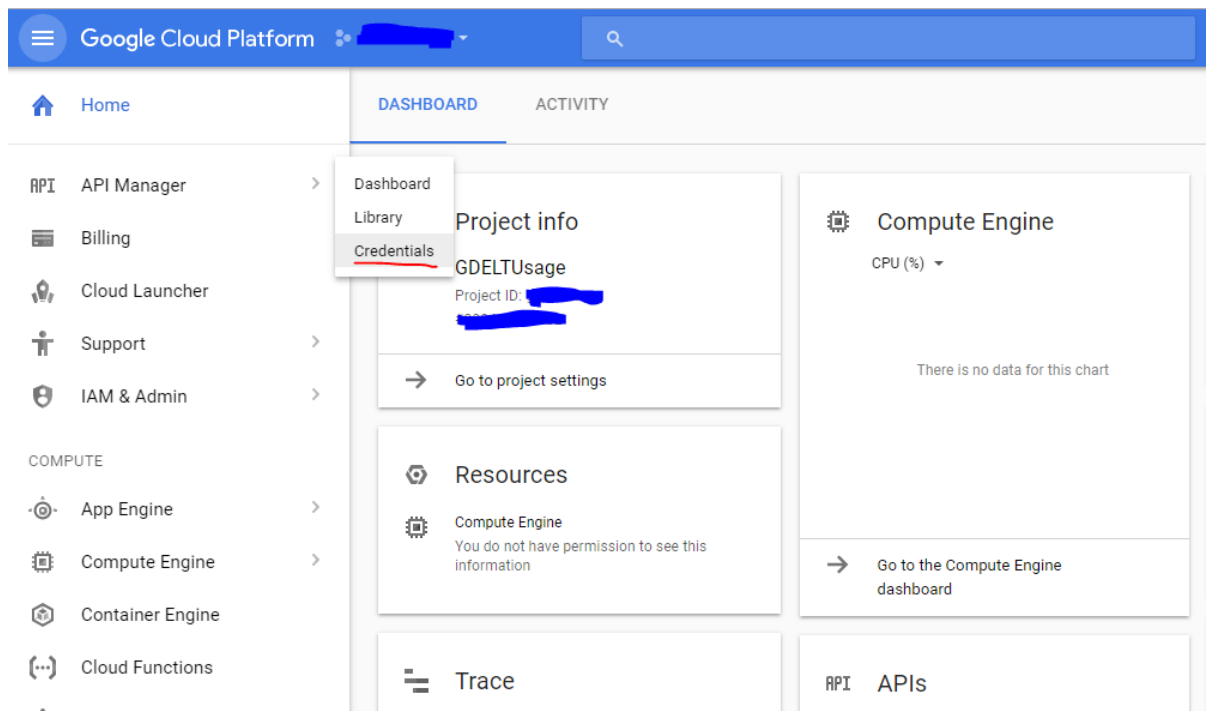 Google Cloud Platform
Home
API API Manager
Billing
Cloud Launcher
Support
IAM & Admin
COMPUTE
App Engine
Compute Engine
Container Engine
Cloud Functions
Dashboard
Library
Credentials
DASHBOARD ACTIVITY
Project info
GDELTUsage
Project ID:
Go to project settings
Resources
Compute Engine
You do not have permission to see this
information
Trace
Compute Engine
CPU (%)
There is no data for this chart
Go to the Compute Engine
dashboard
API APIs